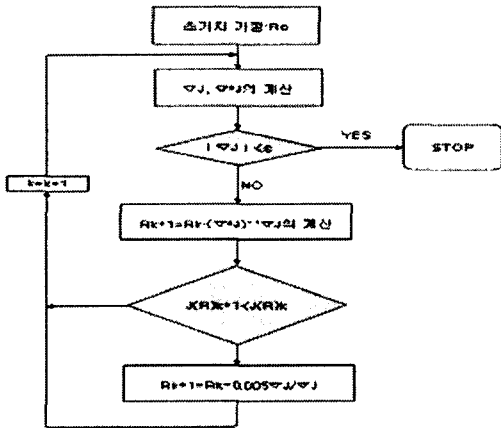 초기치 가정:Ro
▽J, ▽²J의 계산
| ▽J | <e
YES
STOP
NO
k=k+1
Rk+1=Rk-(▽²J)⁻¹▽J의 계산
J(R)k+1<J(R)k
Rk+1=Rk-0.005▽J/▽J